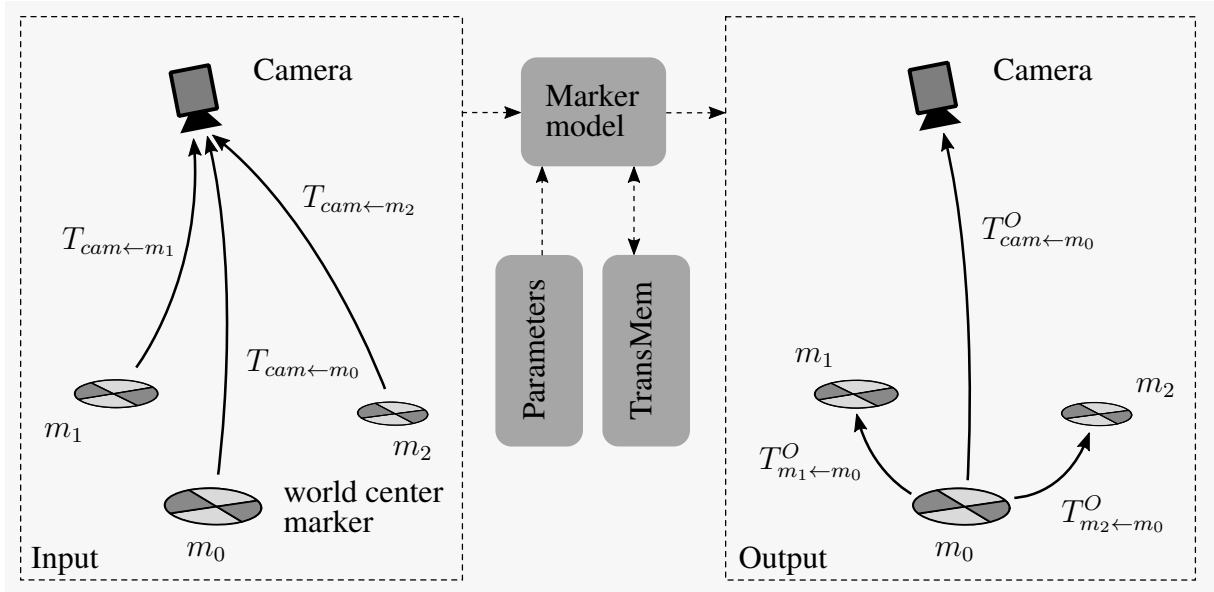 Camera
T_{cam←m_2}
T_{cam←m_1}
T_{cam←m_0}
m_1
m_2
world center
marker
m_0
Input
Marker
model
Parameters
TransMem
Camera
T^O_{cam←m_0}
m_1
m_2
T^O_{m_1←m_0}
T^O_{m_2←m_0}
m_0
Output